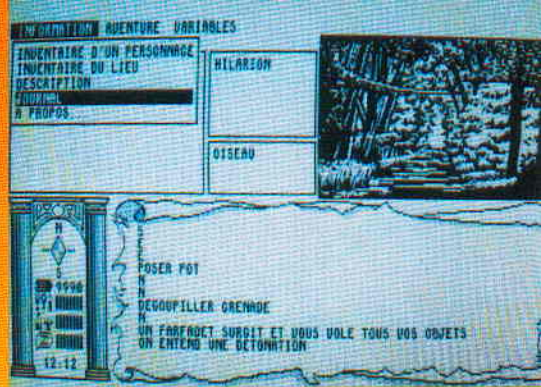 INFORMATION AVENTURE VARIABLES
INVENTAIRE D'UN PERSONNAGE
INVENTAIRE DU LIEU
DESCRIPTION
JOURNAL
A PROPOS
HILARION
OISEAU
N
S
9990
12:12
E
E
POSER POT
N
N
DEGOUPILLER GRENADE
N
UN FARFADET SURGIT ET VOUS VOLE TOUS VOS OBJETS
ON ENTEND UNE DETONATION